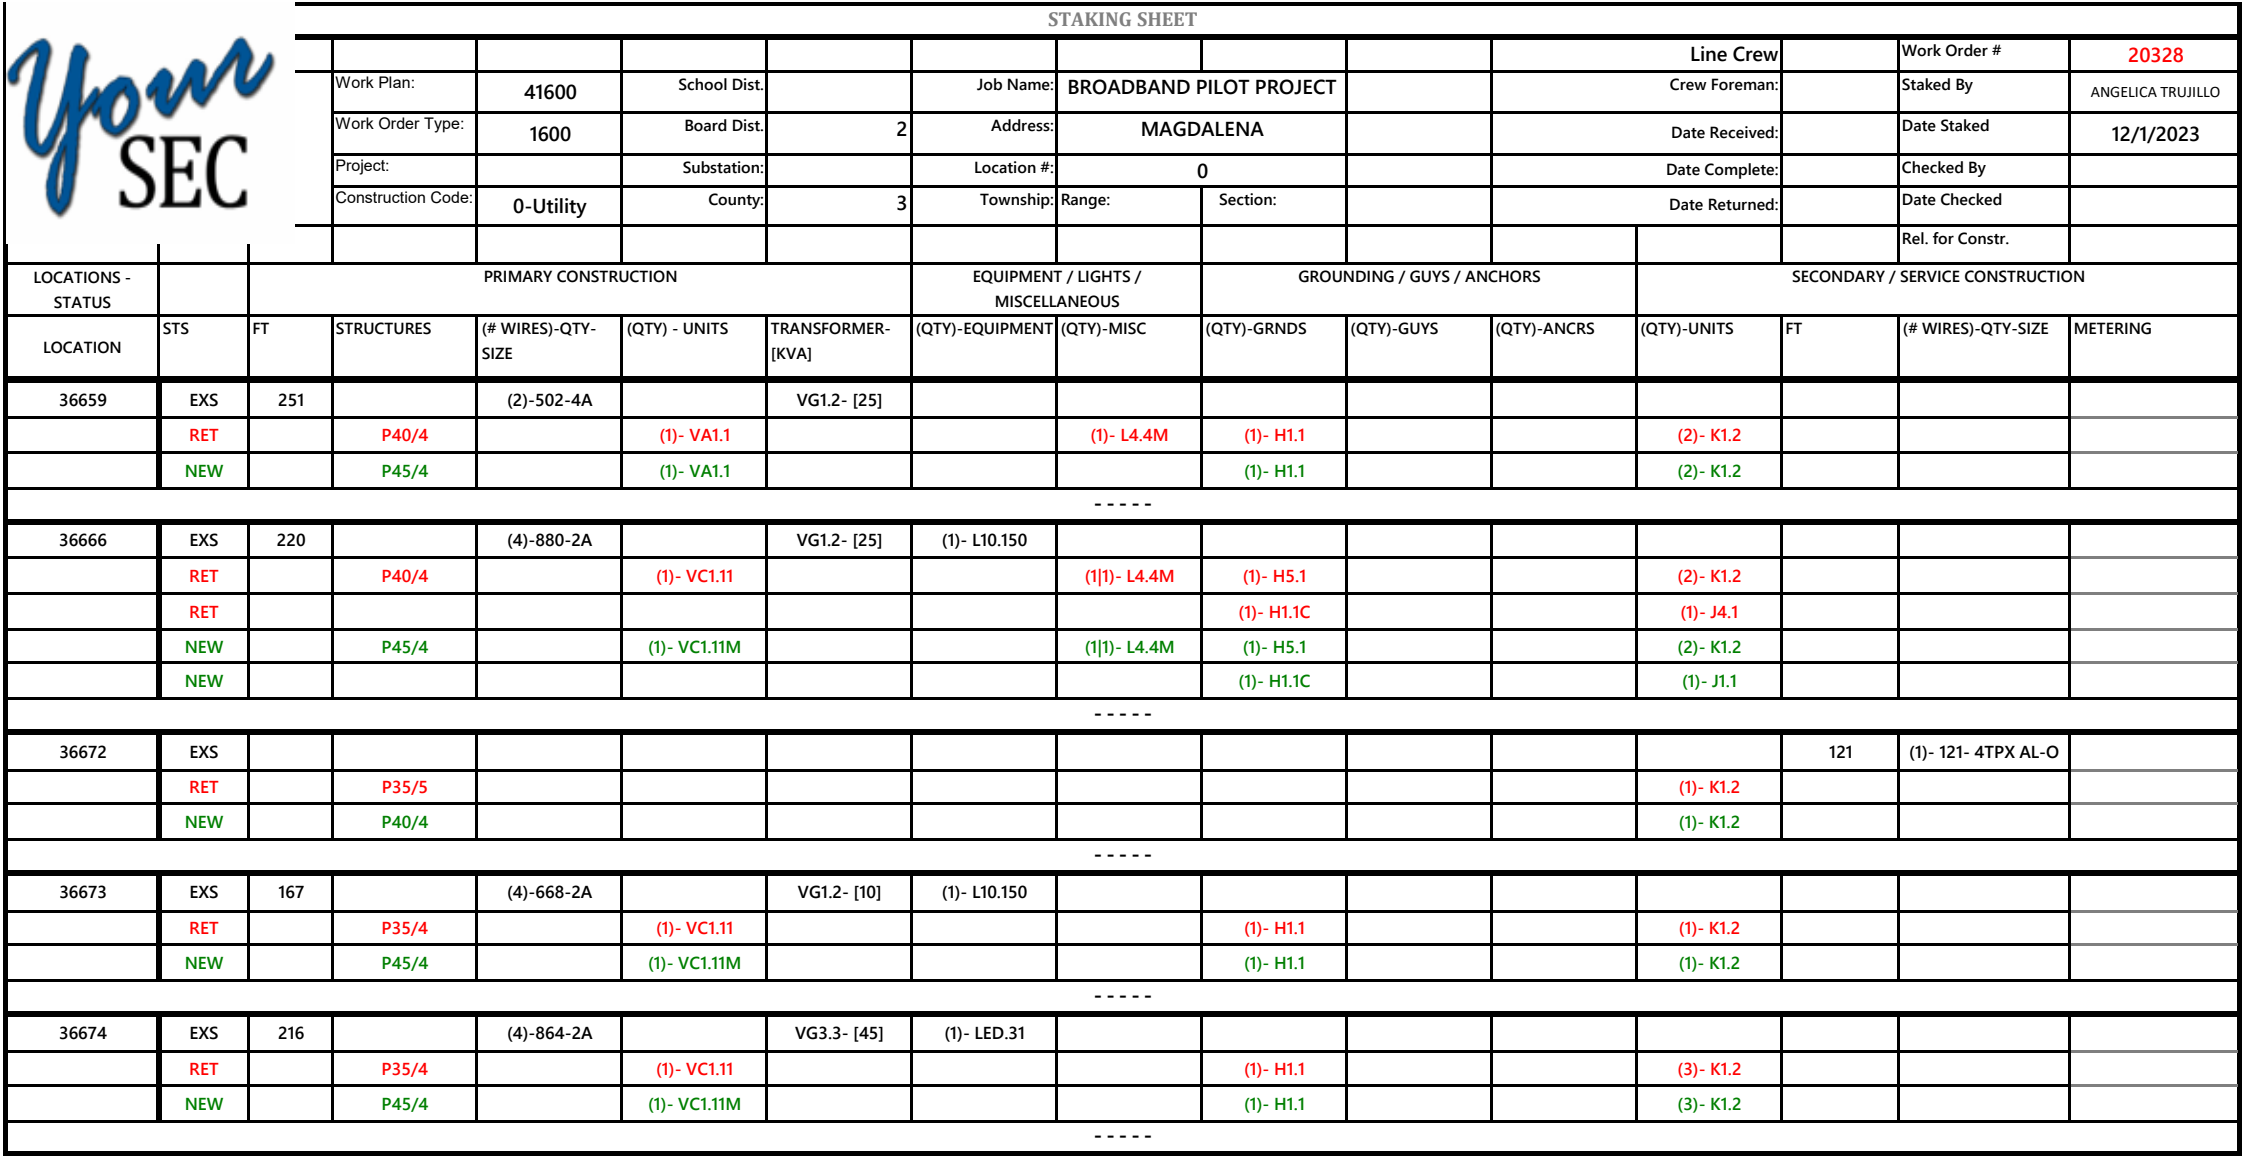 STAKING SHEET
Your
SEC
Line Crew Work Order # 20328
Work Plan: 41600 School Dist. Job Name: BROADBAND PILOT PROJECT Crew Foreman: Staked By ANGELICA TRUJILLO
Work Order Type: 1600 Board Dist. 2 Address: MAGDALENA Date Received: Date Staked 12/1/2023
Project: Substation: Location #: 0 Date Complete: Checked By
Construction Code: 0-Utility County: 3 Township: Range: Section: Date Returned: Date Checked
Rel. for Constr.
LOCATIONS - STATUS PRIMARY CONSTRUCTION EQUIPMENT / LIGHTS / MISCELLANEOUS GROUNDING / GUYS / ANCHORS SECONDARY / SERVICE CONSTRUCTION
LOCATION STS FT STRUCTURES (# WIRES)-QTY-SIZE (QTY) - UNITS TRANSFORMER-[KVA] (QTY)-EQUIPMENT (QTY)-MISC (QTY)-GRNDS (QTY)-GUYS (QTY)-ANCRS (QTY)-UNITS FT (# WIRES)-QTY-SIZE METERING
36659 EXS 251 (2)-502-4A VG1.2- [25]
RET P40/4 (1)- VA1.1 (1)- L4.4M (1)- H1.1 (2)- K1.2
NEW P45/4 (1)- VA1.1 (1)- H1.1 (2)- K1.2
- - - - -
36666 EXS 220 (4)-880-2A VG1.2- [25] (1)- L10.150
RET P40/4 (1)- VC1.11 (1|1)- L4.4M (1)- H5.1 (2)- K1.2
RET (1)- H1.1C (1)- J4.1
NEW P45/4 (1)- VC1.11M (1|1)- L4.4M (1)- H5.1 (2)- K1.2
NEW (1)- H1.1C (1)- J1.1
- - - - -
36672 EXS 121 (1)- 121- 4TPX AL-O
RET P35/5 (1)- K1.2
NEW P40/4 (1)- K1.2
- - - - -
36673 EXS 167 (4)-668-2A VG1.2- [10] (1)- L10.150
RET P35/4 (1)- VC1.11 (1)- H1.1 (1)- K1.2
NEW P45/4 (1)- VC1.11M (1)- H1.1 (1)- K1.2
- - - - -
36674 EXS 216 (4)-864-2A VG3.3- [45] (1)- LED.31
RET P35/4 (1)- VC1.11 (1)- H1.1 (3)- K1.2
NEW P45/4 (1)- VC1.11M (1)- H1.1 (3)- K1.2
- - - - -